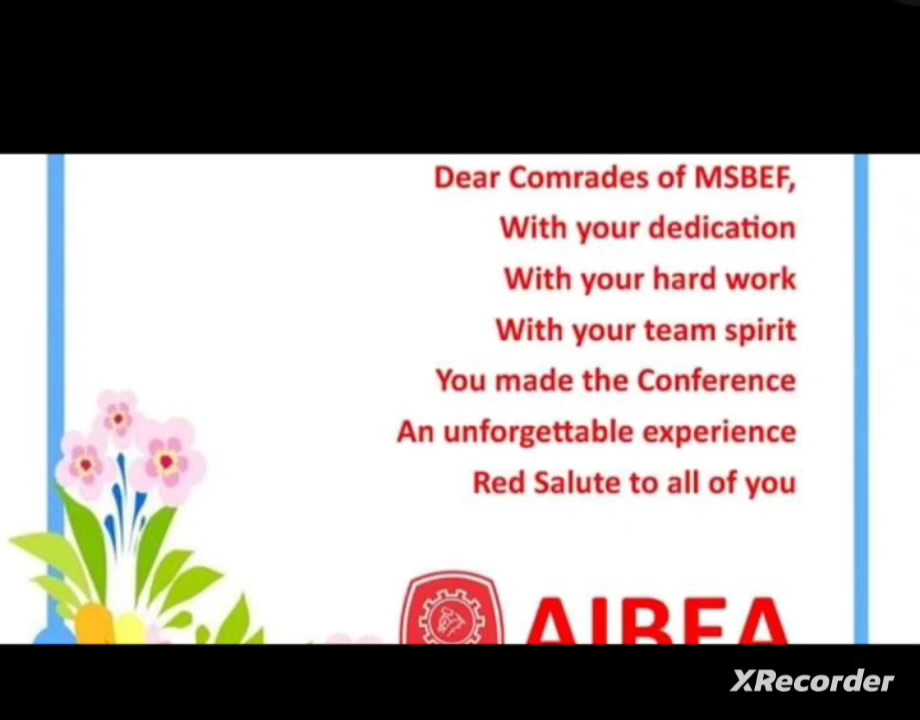 Dear Comrades of MSBEF,
With your dedication
With your hard work
With your team spirit
You made the Conference
An unforgettable experience
Red Salute to all of you
AIBEA
XRecorder